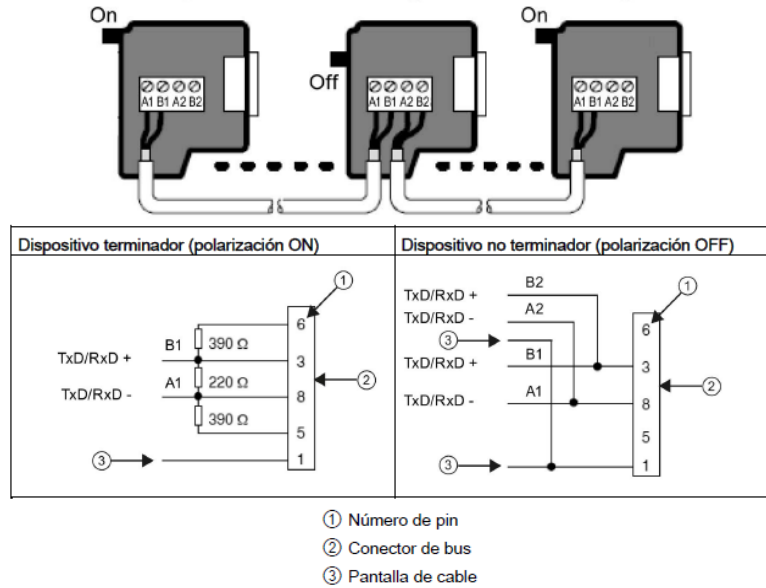 On
Off
On
A1 B1 A2 B2
A1 B1 A2 B2
A1 B1 A2 B2
Dispositivo terminador (polarización ON)
1
6
B1
390 Ω
TxD/RxD +
3
2
A1
220 Ω
TxD/RxD -
8
390 Ω
5
3
1
Dispositivo no terminador (polarización OFF)
B2
1
TxD/RxD +
A2
TxD/RxD -
6
3
B1
TxD/RxD +
3
2
A1
TxD/RxD -
8
5
3
1
① Número de pin
② Conector de bus
③ Pantalla de cable